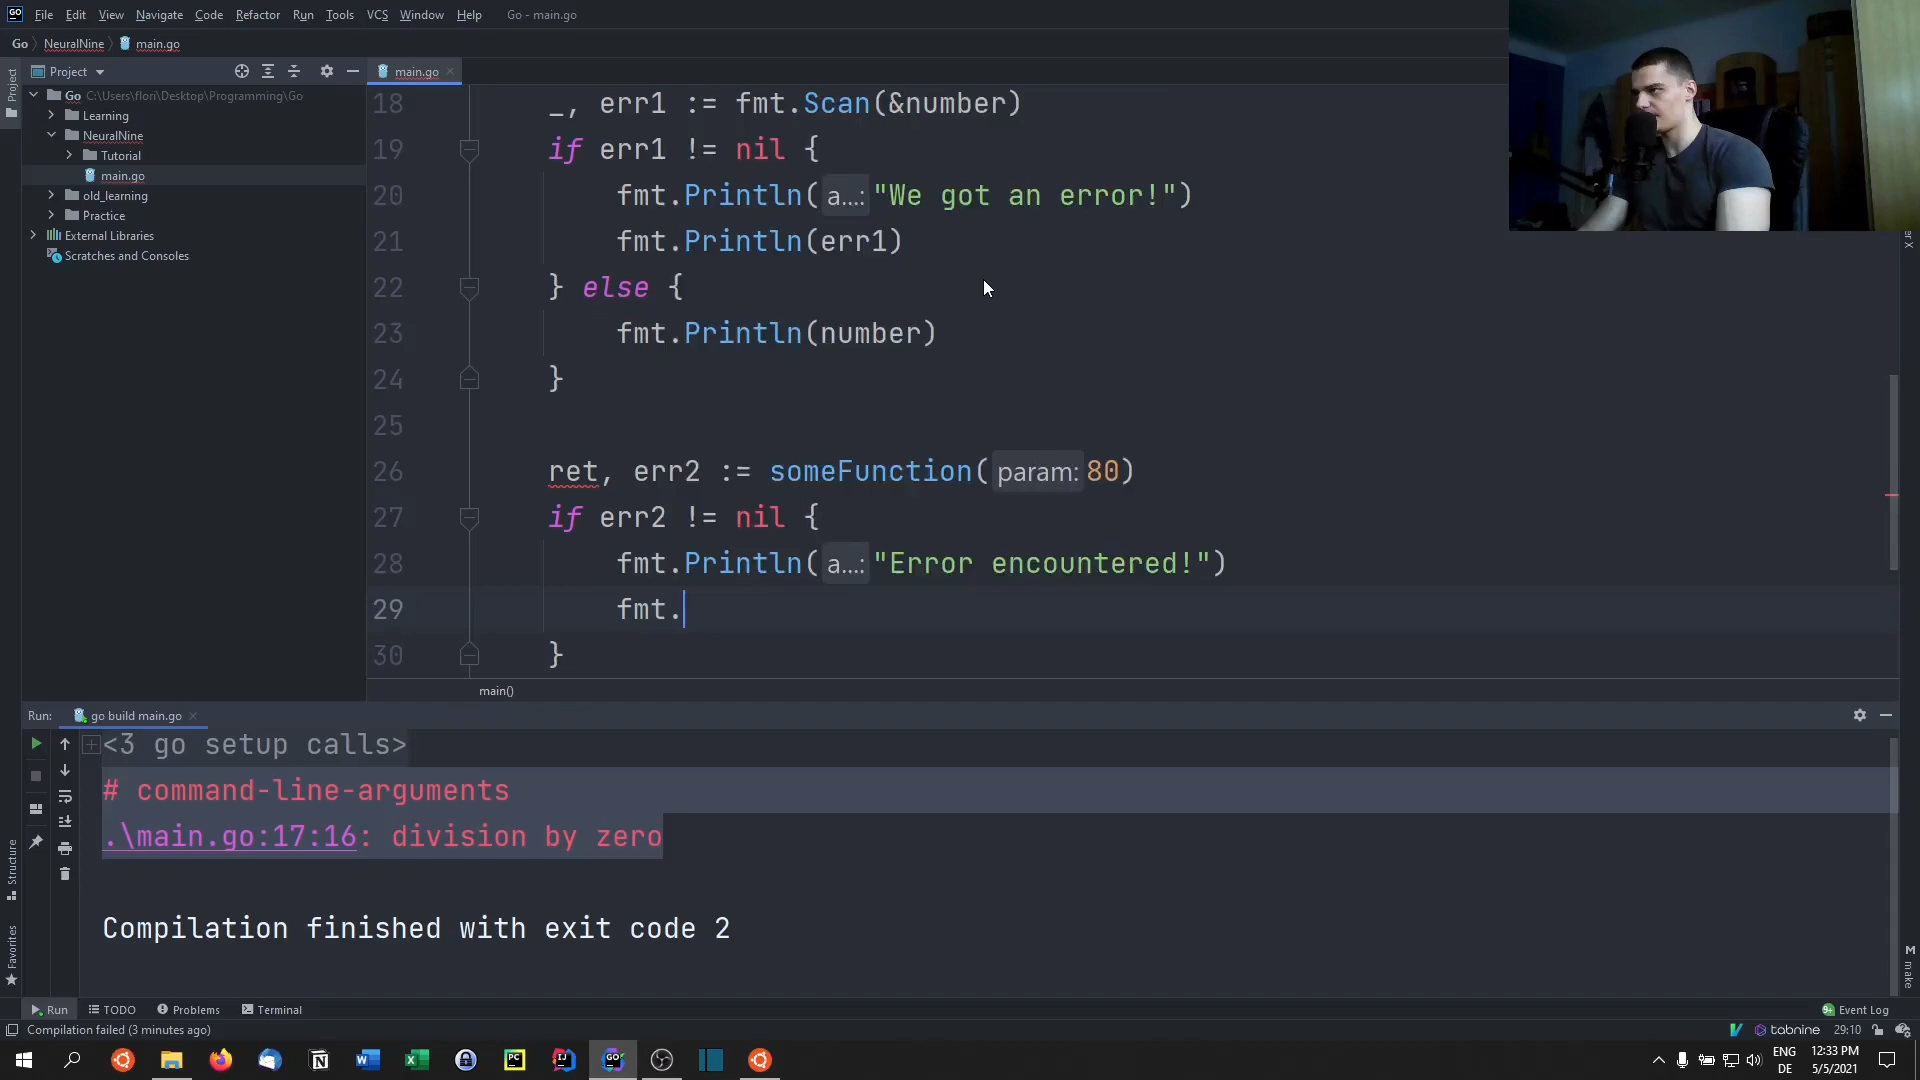 GO File Edit View Navigate Code Refactor Run Tools VCS Window Help Go - main.go
Go NeuralNine main.go
Project
Project
main.go
Go C:\Users\flori\Desktop\Programming\Go
Learning
NeuralNine
Tutorial
main.go
old_learning
Practice
External Libraries
Scratches and Consoles
18 _, err1 := fmt.Scan(&number)
19 if err1 != nil {
20 fmt.Println(a...: "We got an error!")
21 fmt.Println(err1)
22 } else {
23 fmt.Println(number)
24 }
25
26 ret, err2 := someFunction(param: 80)
27 if err2 != nil {
28 fmt.Println(a...: "Error encountered!")
29 fmt.
30 }
main()
Run: go build main.go
<3 go setup calls>
# command-line-arguments
.\main.go:17:16: division by zero
Compilation finished with exit code 2
Structure
Favorites
M make
Run TODO Problems Terminal
9+ Event Log
Compilation failed (3 minutes ago)
tabnine 29:10
ENG 12:33 PM
DE 5/5/2021